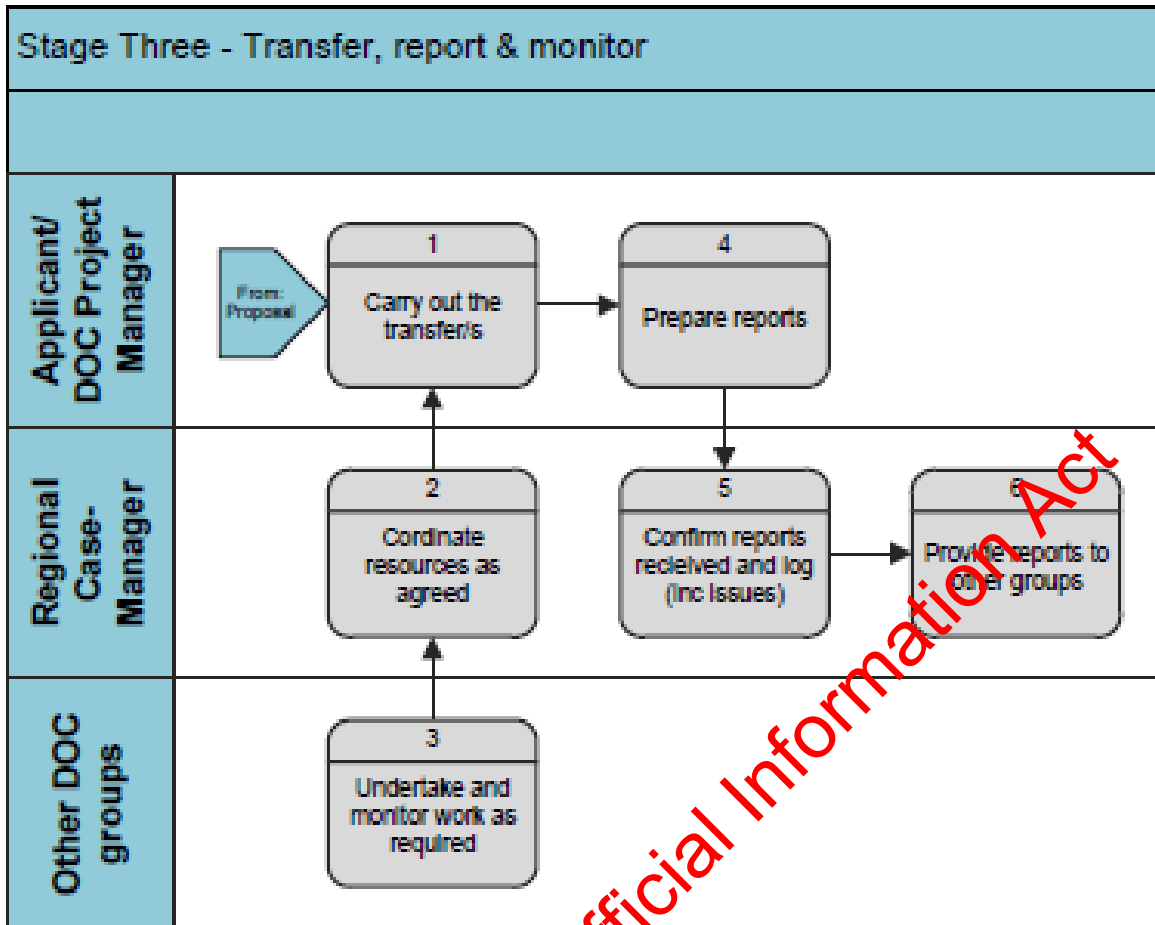 Stage Three - Transfer, report & monitor
Applicant/
DOC Project
Manager
From:
Proposal
1
Carry out the
transfer/s
4
Prepare reports
Regional
Case-
Manager
2
Cordinate
resources as
agreed
5
Confirm reports
recieived and log
(inc issues)
6
Provide reports to
other groups
Other DOC
groups
3
Undertake and
monitor work as
required
fficial Information Act